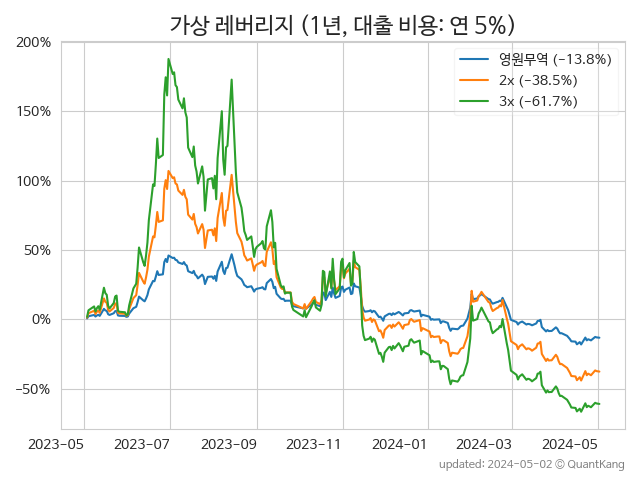 가상 레버리지 (1년, 대출 비용: 연 5%)
200%
150%
100%
50%
0%
−50%
영원무역 (-13.8%)
2x (-38.5%)
3x (-61.7%)
2023-05
2023-07
2023-09
2023-11
2024-01
2024-03
2024-05
updated: 2024-05-02 © QuantKang